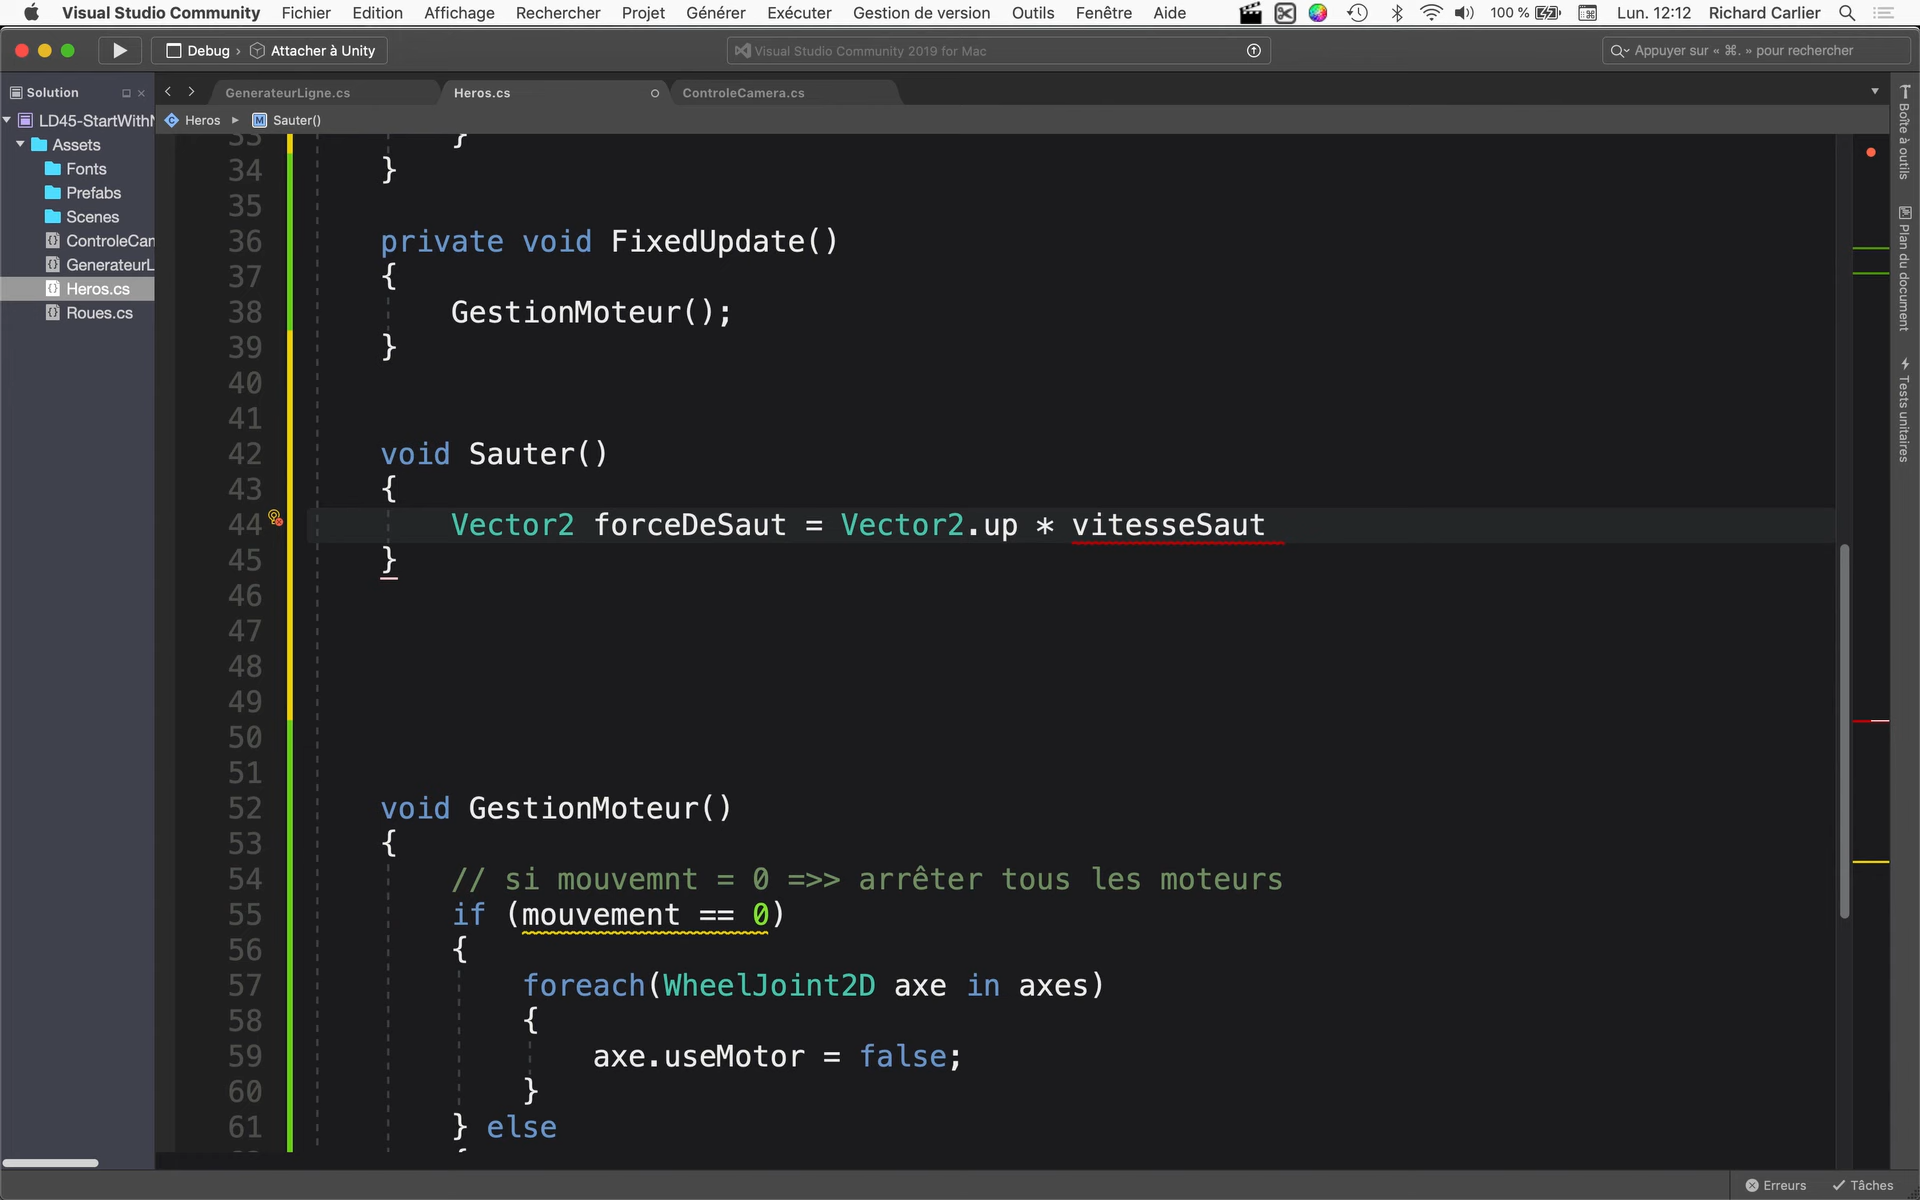 Visual Studio Community Fichier Edition Affichage Rechercher Projet Générer Exécuter Gestion de version Outils Fenêtre Aide 100 % Lun. 12:12 Richard Carlier
Debug › Attacher à Unity
Visual Studio Community 2019 for Mac
Appuyer sur « ⌘. » pour rechercher
Solution
GenerateurLigne.cs
Heros.cs
ControleCamera.cs
LD45-StartWithN
Heros ▸ Sauter()
Assets
Fonts
Prefabs
Scenes
ControleCam
GenerateurL
Heros.cs
Roues.cs
33 }
34 }
35
36 private void FixedUpdate()
37 {
38 GestionMoteur();
39 }
40
41
42 void Sauter()
43 {
44 Vector2 forceDeSaut = Vector2.up * vitesseSaut
45 }
46
47
48
49
50
51
52 void GestionMoteur()
53 {
54 // si mouvemnt = 0 =>> arrêter tous les moteurs
55 if (mouvement == 0)
56 {
57 foreach(WheelJoint2D axe in axes)
58 {
59 axe.useMotor = false;
60 }
61 } else
Boîte à outils
Plan du document
Tests unitaires
Erreurs
Tâches